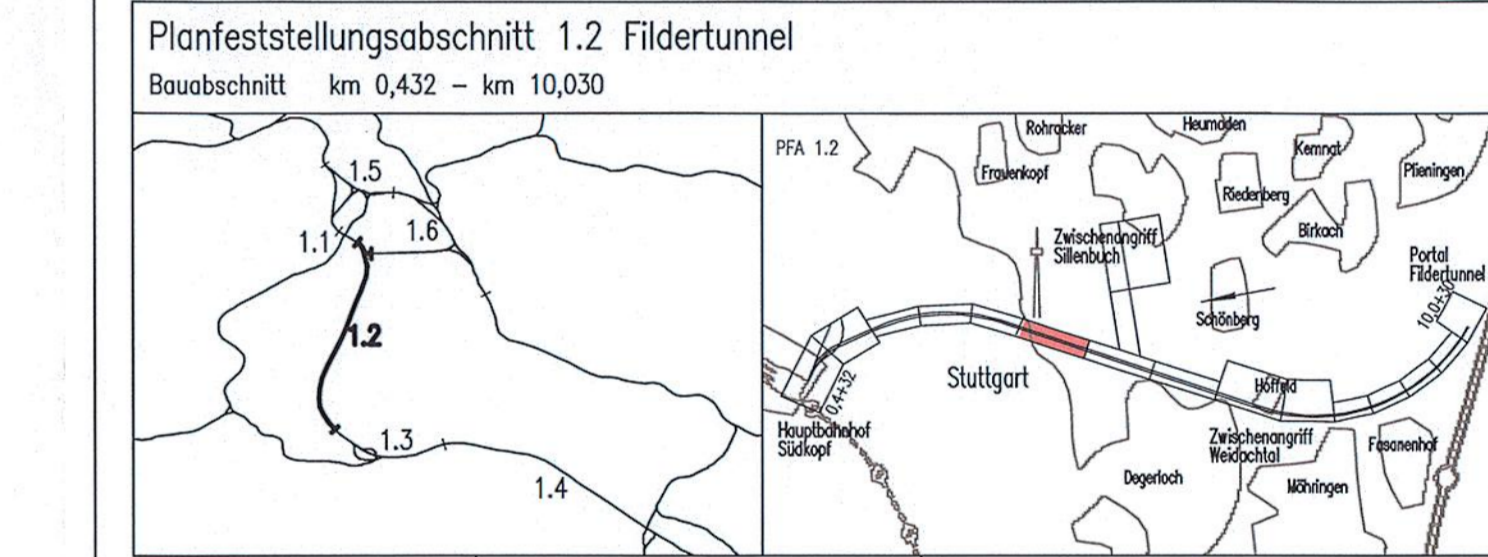 Planfeststellungsabschnitt 1.2 Fildertunnel
Bauabschnitt km 0,432 – km 10,030
1.5
1.6
1.1
1.2
1.3
1.4
PFA 1.2
Rohracker
Heumaden
Kemnat
Plieningen
Frauenkopf
Riedenberg
Birkach
Zwischenangriff
Sillenbuch
Portal
Fildertunnel
10,0+30
Schönberg
Stuttgart
Hoffeld
0,4+32
Hauptbahnhof
Südkopf
Zwischenangriff
Weidachtal
Fasanenhof
Degerloch
Möhringen